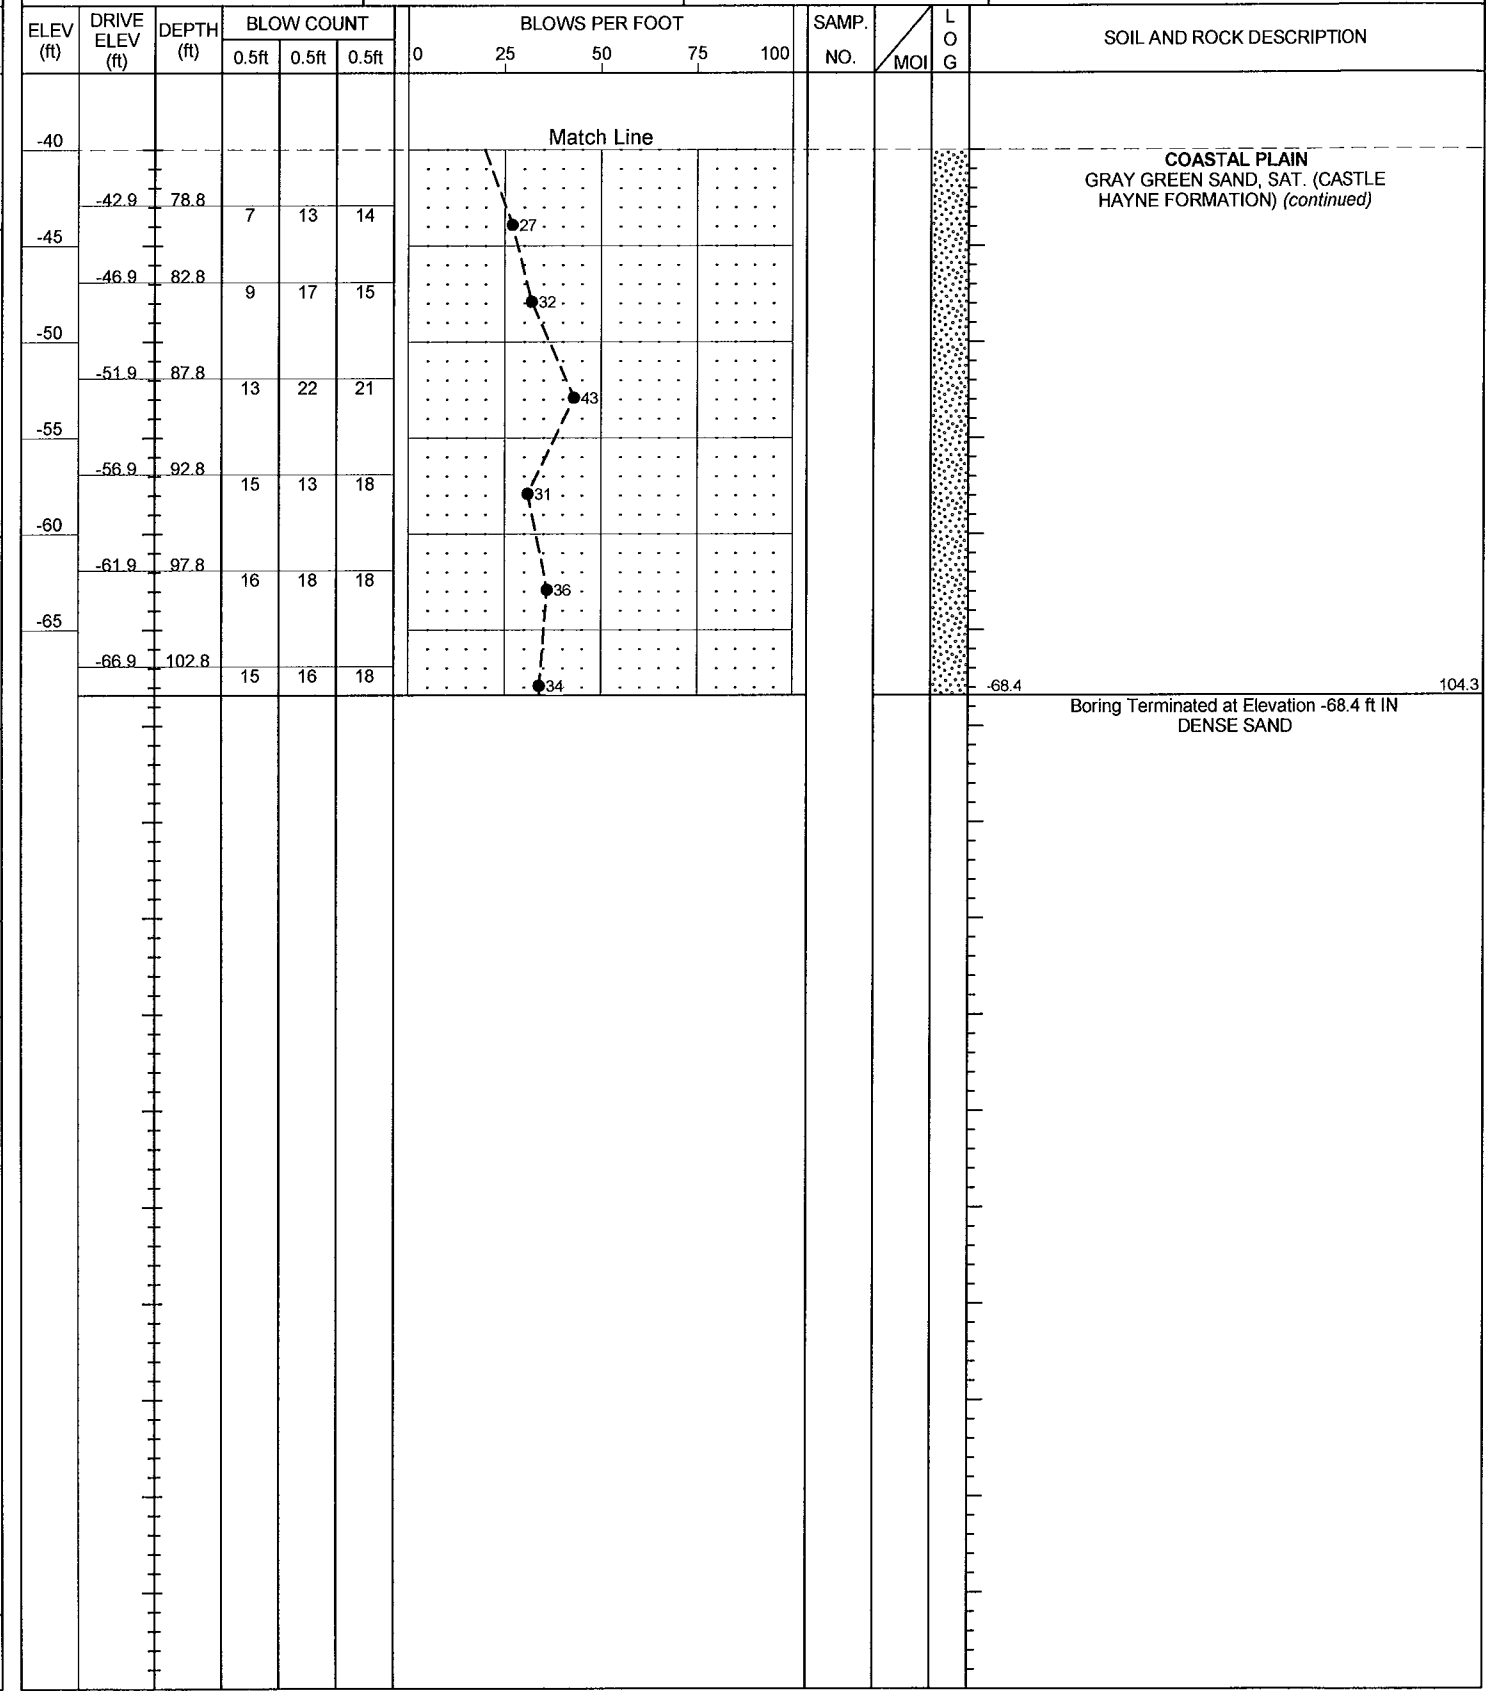 ELEV (ft) DRIVE ELEV (ft) DEPTH (ft) BLOW COUNT BLOWS PER FOOT SAMP. NO. MOI LOG SOIL AND ROCK DESCRIPTION
0.5ft 0.5ft 0.5ft 0 25 50 75 100
Match Line
-40
COASTAL PLAIN
GRAY GREEN SAND, SAT. (CASTLE
HAYNE FORMATION) (continued)
-42.9 78.8
7 13 14 27
-45
-46.9 82.8
9 17 15 32
-50
-51.9 87.8
13 22 21 43
-55
-56.9 92.8
15 13 18 31
-60
-61.9 97.8
16 18 18 36
-65
-66.9 102.8
15 16 18 34
-68.4 104.3
Boring Terminated at Elevation -68.4 ft IN
DENSE SAND